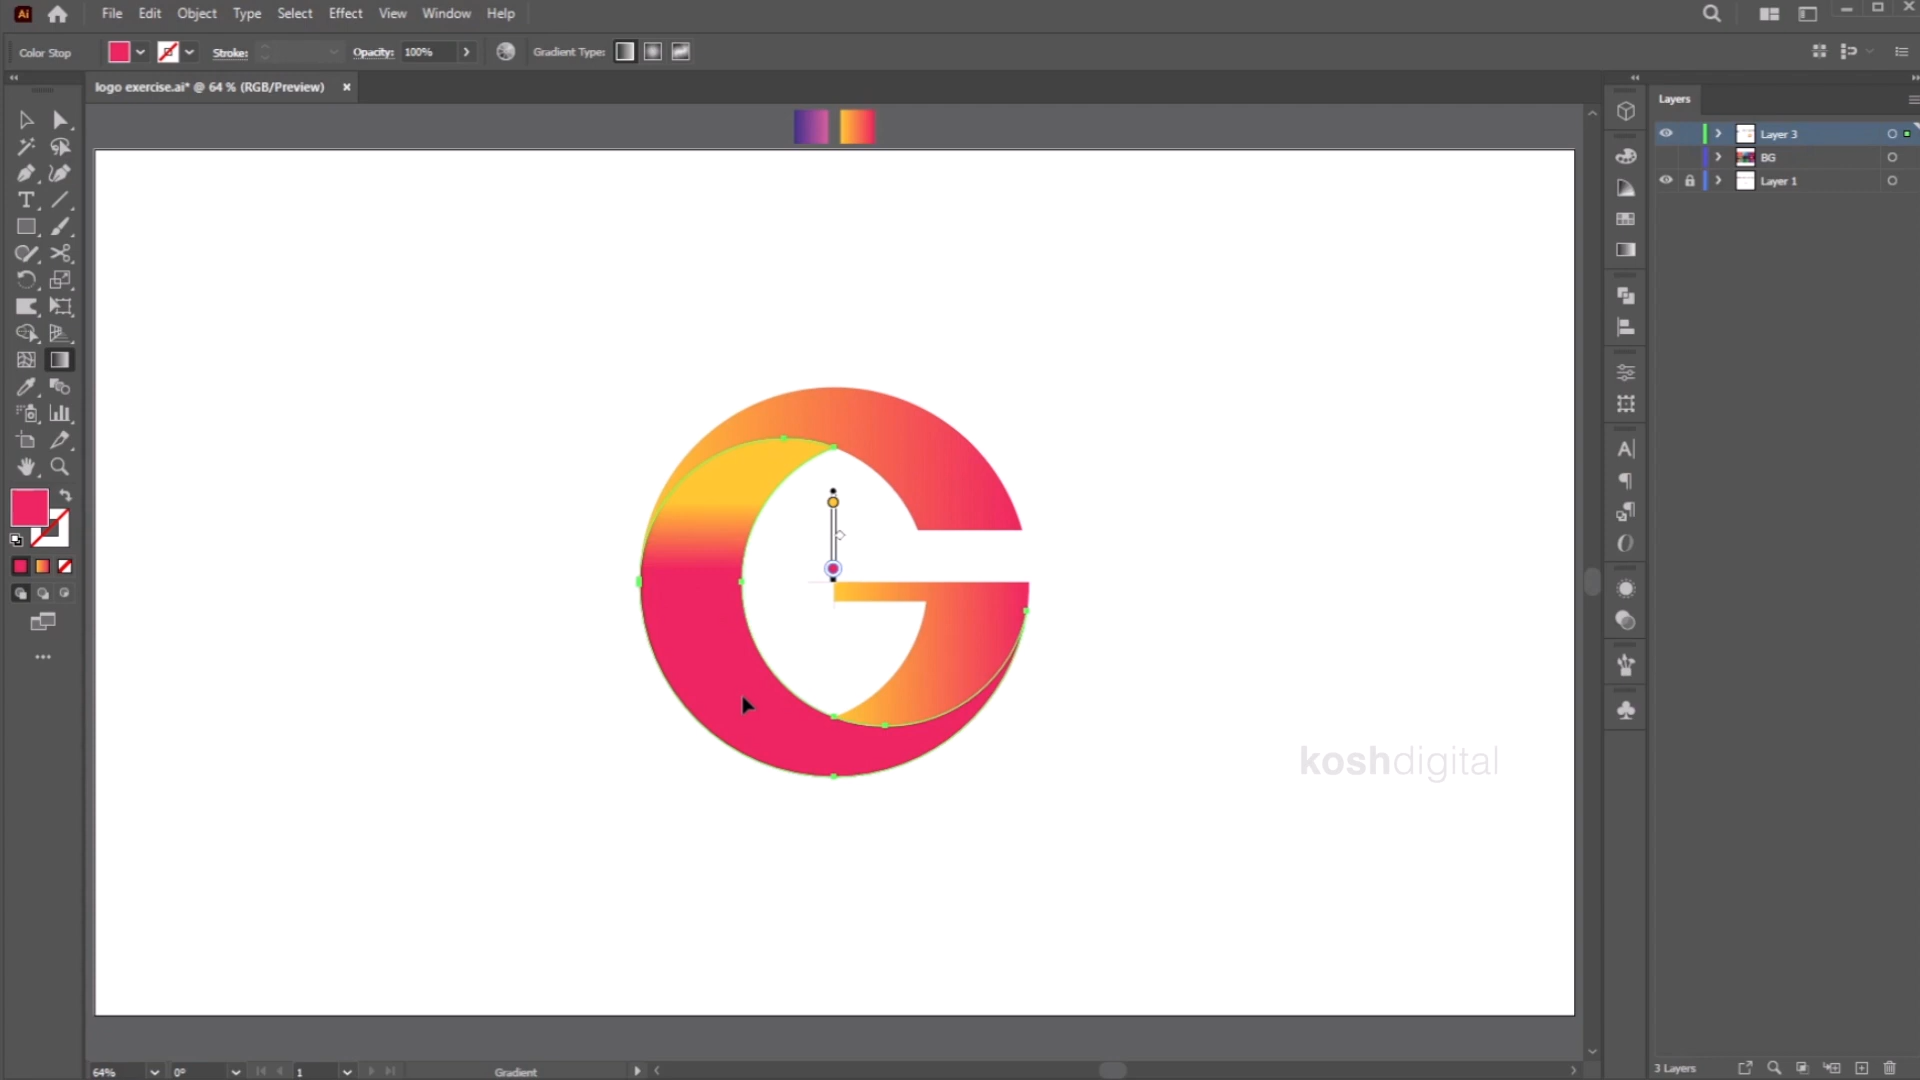 Ai File Edit Object Type Select Effect View Window Help
Color Stop Stroke: Opacity: 100% Gradient Type:
logo exercise.ai* @ 64 % (RGB/Preview) ×
Layers
Layer 3
BG
Layer 1
koshdigital
64% 0° 1 Gradient
3 Layers